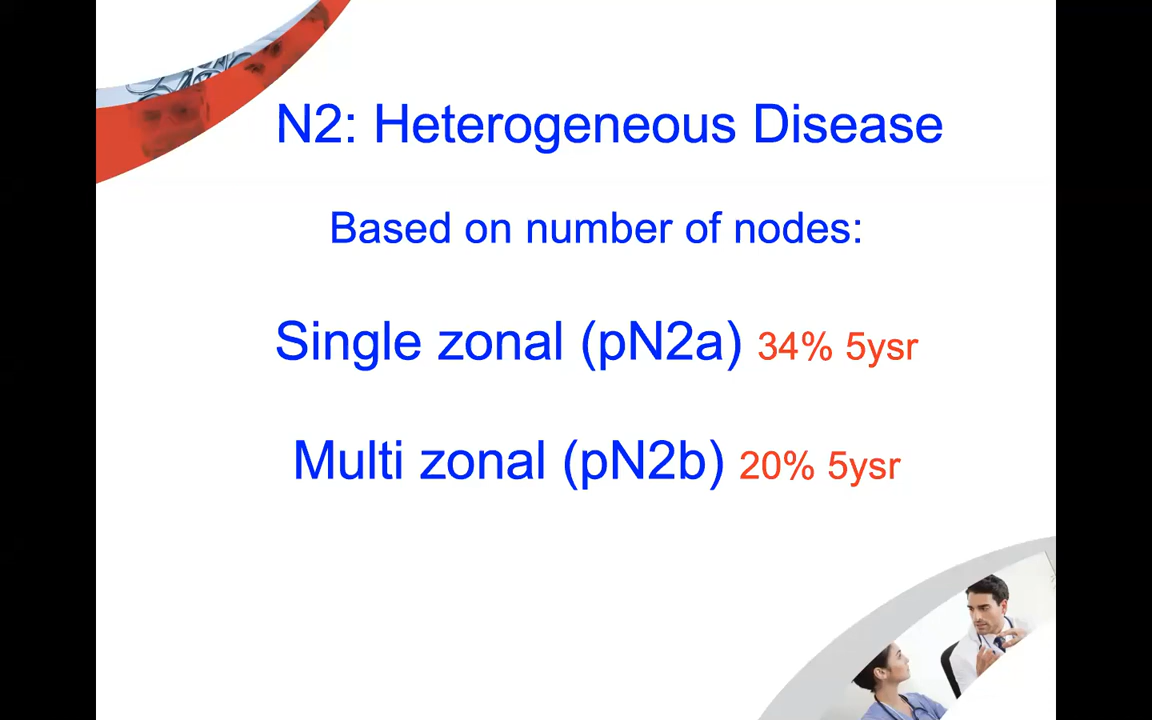 N2: Heterogeneous Disease
Based on number of nodes:
Single zonal (pN2a) 34% 5ysr
Multi zonal (pN2b) 20% 5ysr